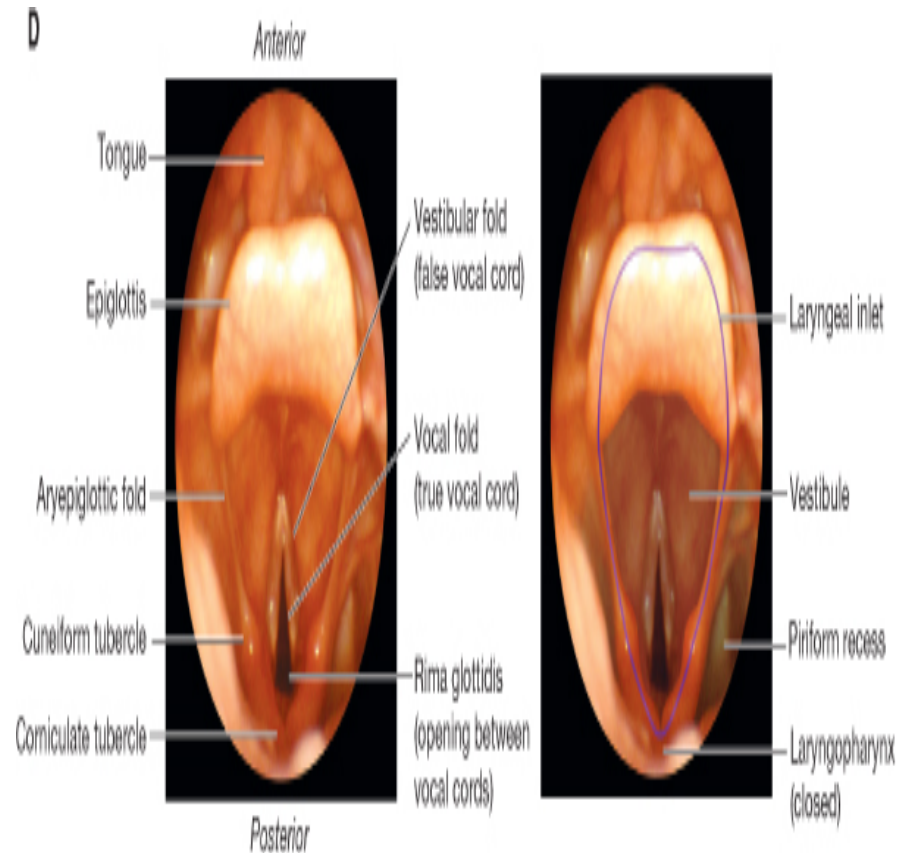 D
Anterior
Tongue
Epiglottis
Aryepiglottic fold
Cuneiform tubercle
Corniculate tubercle
Vestibular fold
(false vocal cord)
Vocal fold
(true vocal cord)
Rima glottidis
(opening between
vocal cords)
Posterior
Laryngeal inlet
Vestibule
Piriform recess
Laryngopharynx
(closed)